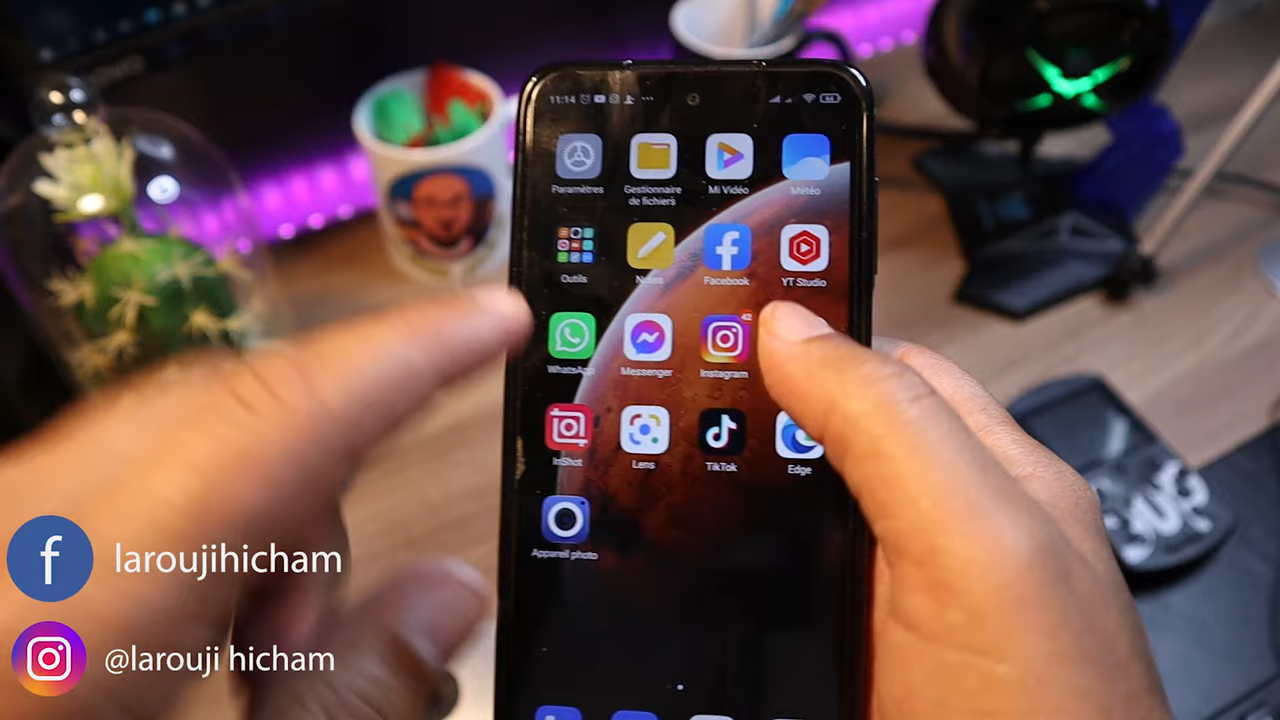 11:14
Paramètres
Gestionnaire
de fichiers
Mi Vidéo
Météo
Outils
Notes
Facebook
YT Studio
WhatsApp
Messenger
42
Instagram
InShot
Lens
TikTok
Edge
Appareil photo
laroujihicham
@larouji hicham